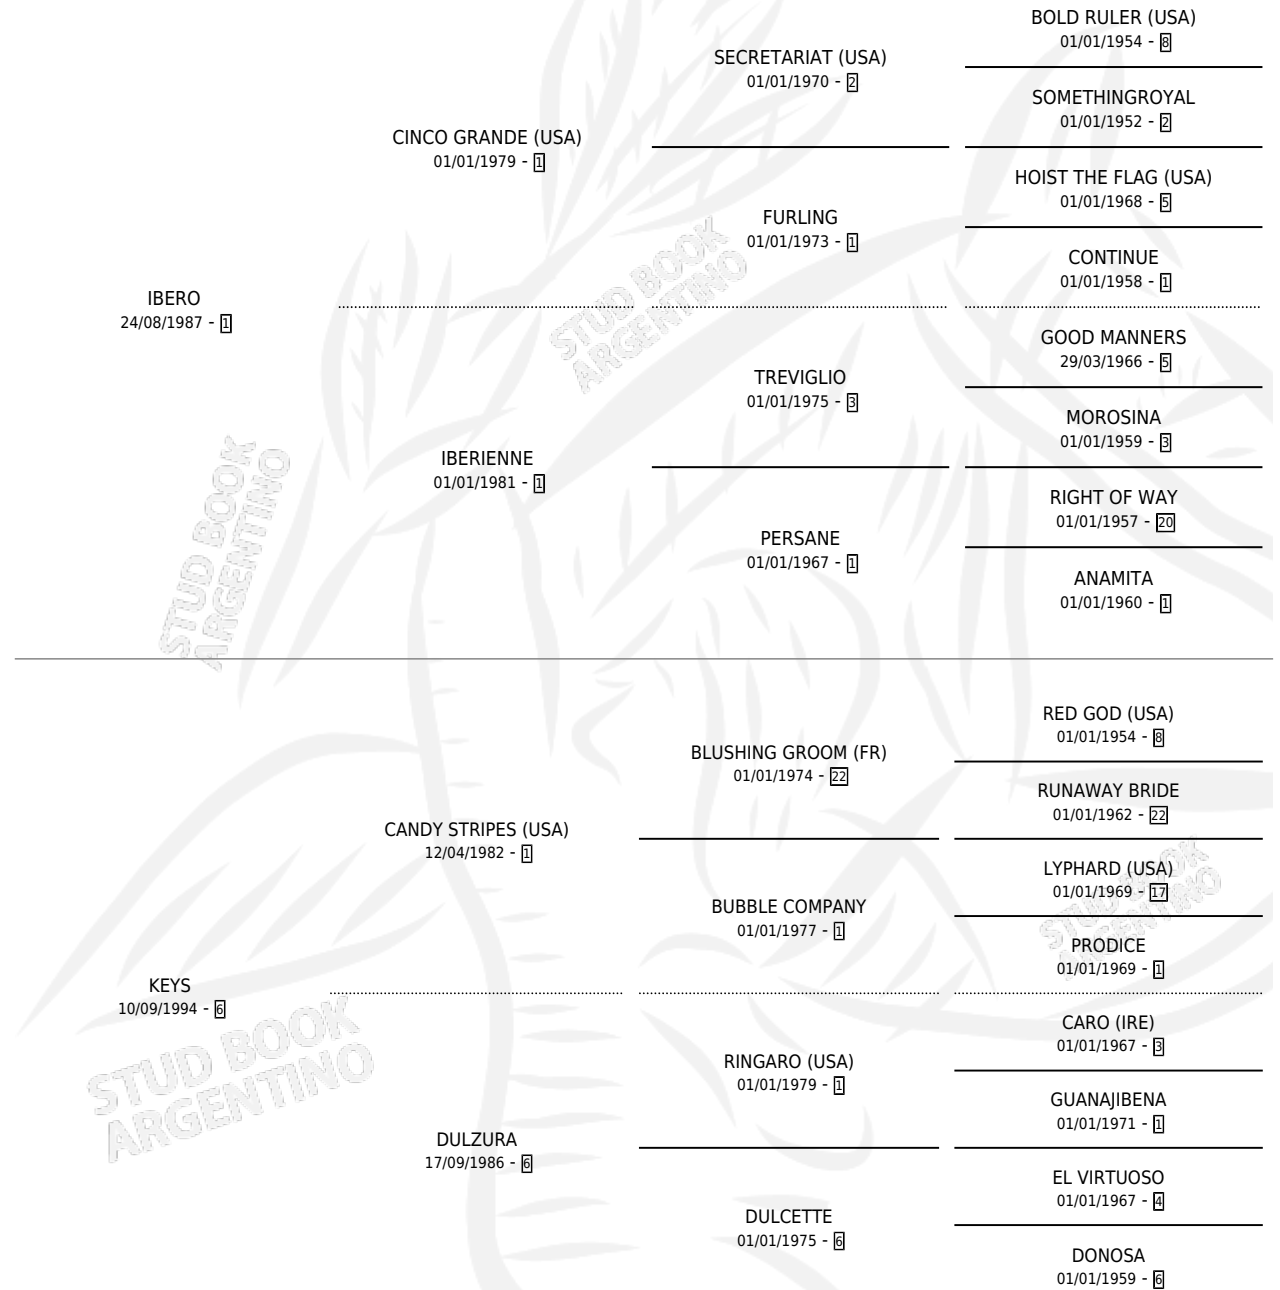 BOLD RULER (USA)
01/01/1954 - 8
SECRETARIAT (USA)
01/01/1970 - 2
SOMETHINGROYAL
01/01/1952 - 2
CINCO GRANDE (USA)
01/01/1979 - 1
HOIST THE FLAG (USA)
01/01/1968 - 5
FURLING
01/01/1973 - 1
CONTINUE
01/01/1958 - 1
IBERO
24/08/1987 - 1
STUD BOOK
ARGENTINO
GOOD MANNERS
29/03/1966 - 5
TREVIGLIO
01/01/1975 - 3
MOROSINA
01/01/1959 - 3
IBERIENNE
01/01/1981 - 1
RIGHT OF WAY
01/01/1957 - 20
PERSANE
01/01/1967 - 1
ANAMITA
01/01/1960 - 1
STUD BOOK
ARGENTINO
RED GOD (USA)
01/01/1954 - 8
BLUSHING GROOM (FR)
01/01/1974 - 22
RUNAWAY BRIDE
01/01/1962 - 22
CANDY STRIPES (USA)
12/04/1982 - 1
LYPHARD (USA)
01/01/1969 - 17
BUBBLE COMPANY
01/01/1977 - 1
STUD BOOK
ARGENTINO
PRODICE
01/01/1969 - 1
KEYS
10/09/1994 - 6
CARO (IRE)
01/01/1967 - 3
RINGARO (USA)
01/01/1979 - 1
GUANAJIBENA
01/01/1971 - 1
STUD BOOK
ARGENTINO
DULZURA
17/09/1986 - 6
EL VIRTUOSO
01/01/1967 - 4
DULCETTE
01/01/1975 - 6
DONOSA
01/01/1959 - 6